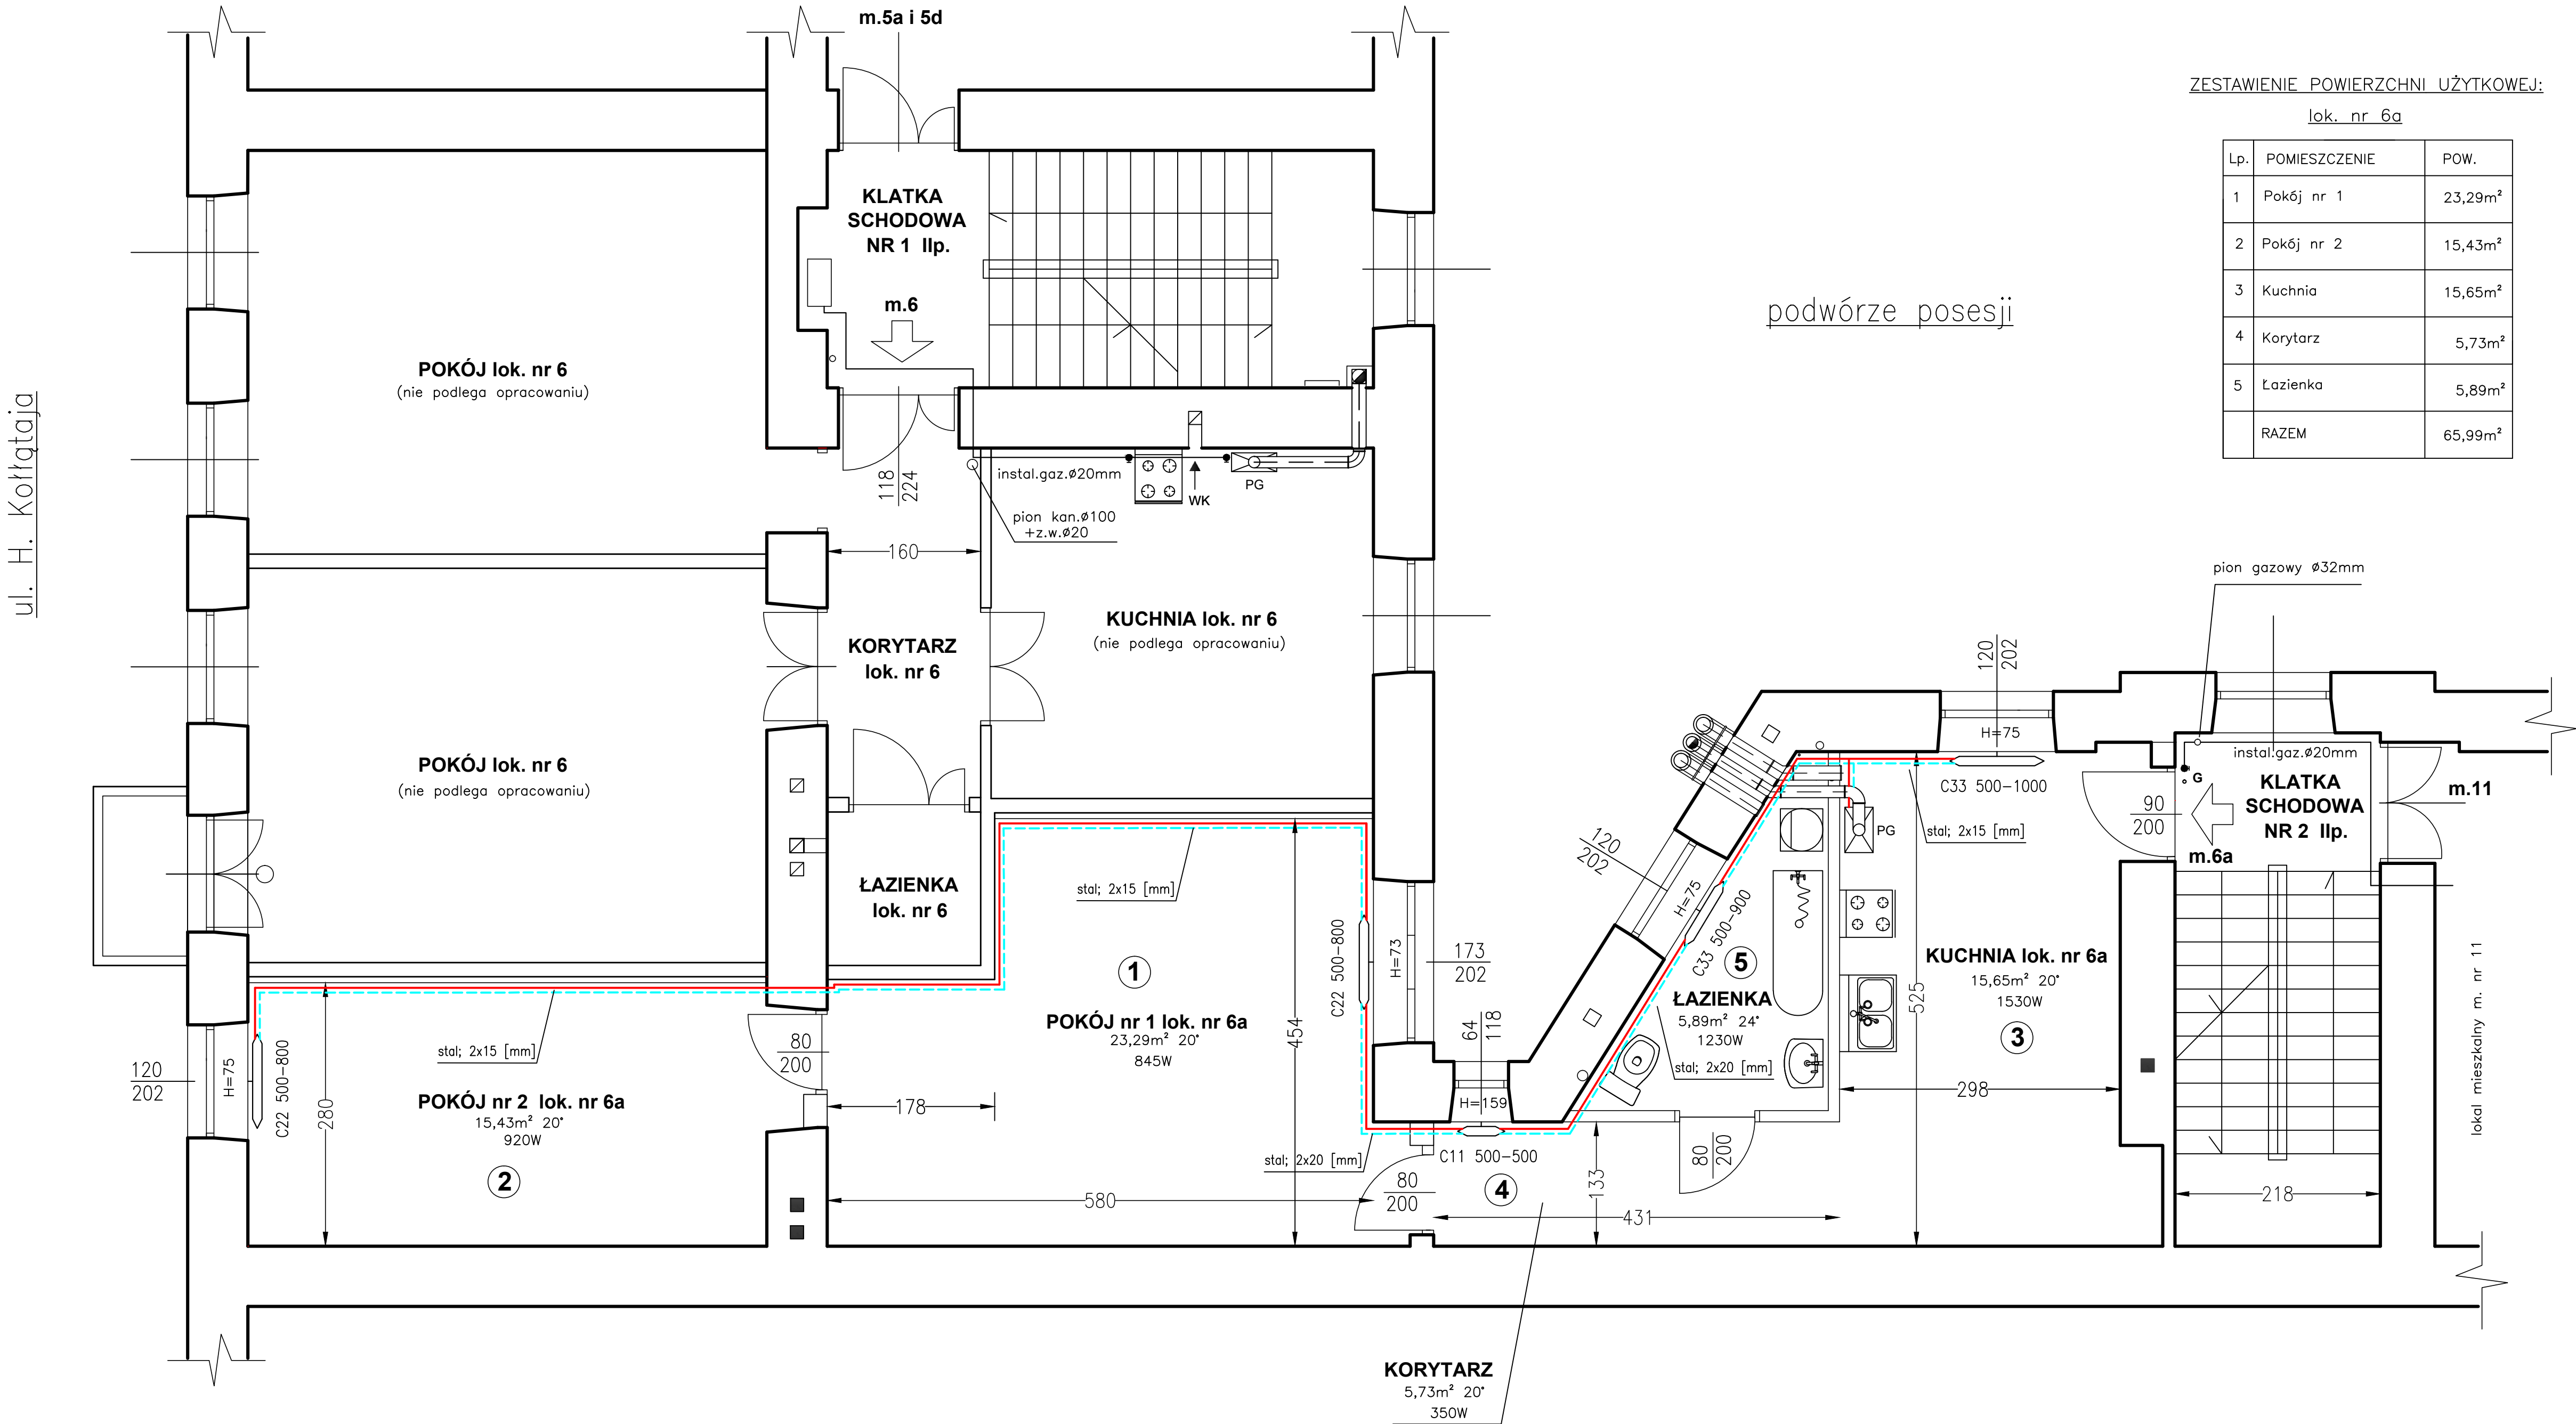 m.5a i 5d
ZESTAWIENIE POWIERZCHNI UŻYTKOWEJ:
lok. nr 6a
Lp. POMIESZCZENIE POW.
1 Pokój nr 1 23,29m²
2 Pokój nr 2 15,43m²
3 Kuchnia 15,65m²
4 Korytarz 5,73m²
5 Łazienka 5,89m²
RAZEM 65,99m²
KLATKA
SCHODOWA
NR 1 IIp.
m.6
podwórze posesji
ul. H. Kołłątaja
POKÓJ lok. nr 6
(nie podlega opracowaniu)
118
224
instal.gaz.ø20mm
WK
PG
pion kan.ø100
+z.w.ø20
160
KUCHNIA lok. nr 6
(nie podlega opracowaniu)
KORYTARZ
lok. nr 6
pion gazowy ø32mm
120
202
H=75
instal.gaz.ø20mm
G
KLATKA
SCHODOWA
NR 2 IIp.
m.11
90
200
m.6a
C33 500-1000
stal; 2x15 [mm]
PG
POKÓJ lok. nr 6
(nie podlega opracowaniu)
120
202
H=75
C33 500-900
ŁAZIENKA
lok. nr 6
stal; 2x15 [mm]
1
C22 500-800
H=73
173
202
5
ŁAZIENKA
5,89m² 24°
1230W
stal; 2x20 [mm]
KUCHNIA lok. nr 6a
15,65m² 20°
1530W
3
525
lokal mieszkalny m. nr 11
POKÓJ nr 1 lok. nr 6a
23,29m² 20°
845W
454
64
118
H=159
stal; 2x15 [mm]
80
200
120
202
H=75
C22 500-800
280
POKÓJ nr 2 lok. nr 6a
15,43m² 20°
920W
2
178
298
stal; 2x20 [mm]
C11 500-500
80
200
4
133
80
200
580
431
218
KORYTARZ
5,73m² 20°
350W